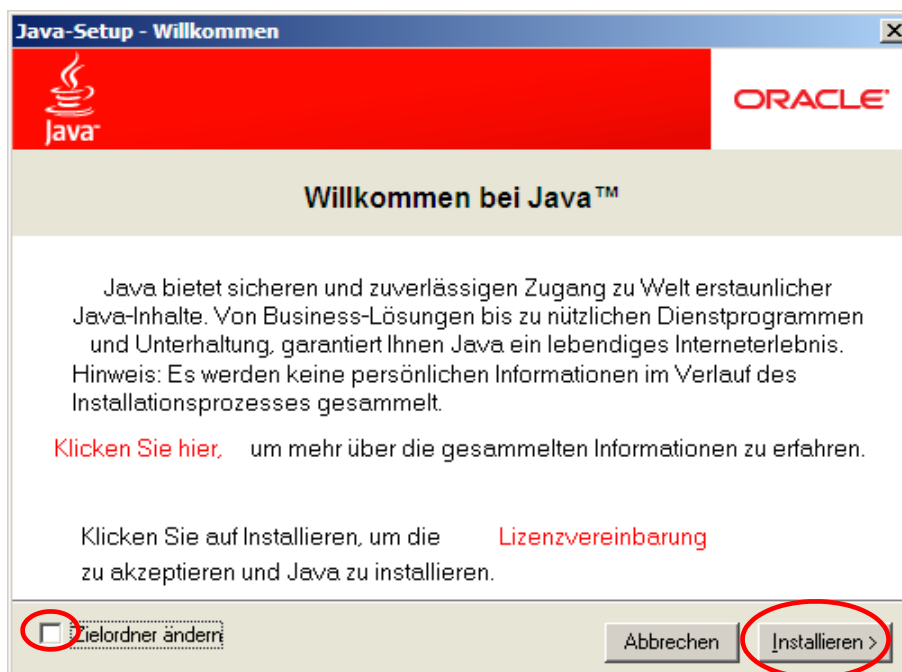 Java-Setup - Willkommen
Java™
ORACLE®
Willkommen bei Java™
Java bietet sicheren und zuverlässigen Zugang zu Welt erstaunlicher
Java-Inhalte. Von Business-Lösungen bis zu nützlichen Dienstprogrammen
und Unterhaltung, garantiert Ihnen Java ein lebendiges Interneterlebnis.
Hinweis: Es werden keine persönlichen Informationen im Verlauf des
Installationsprozesses gesammelt.
Klicken Sie hier, um mehr über die gesammelten Informationen zu erfahren.
Klicken Sie auf Installieren, um die Lizenzvereinbarung
zu akzeptieren und Java zu installieren.
Zielordner ändern
Abbrechen
Installieren >